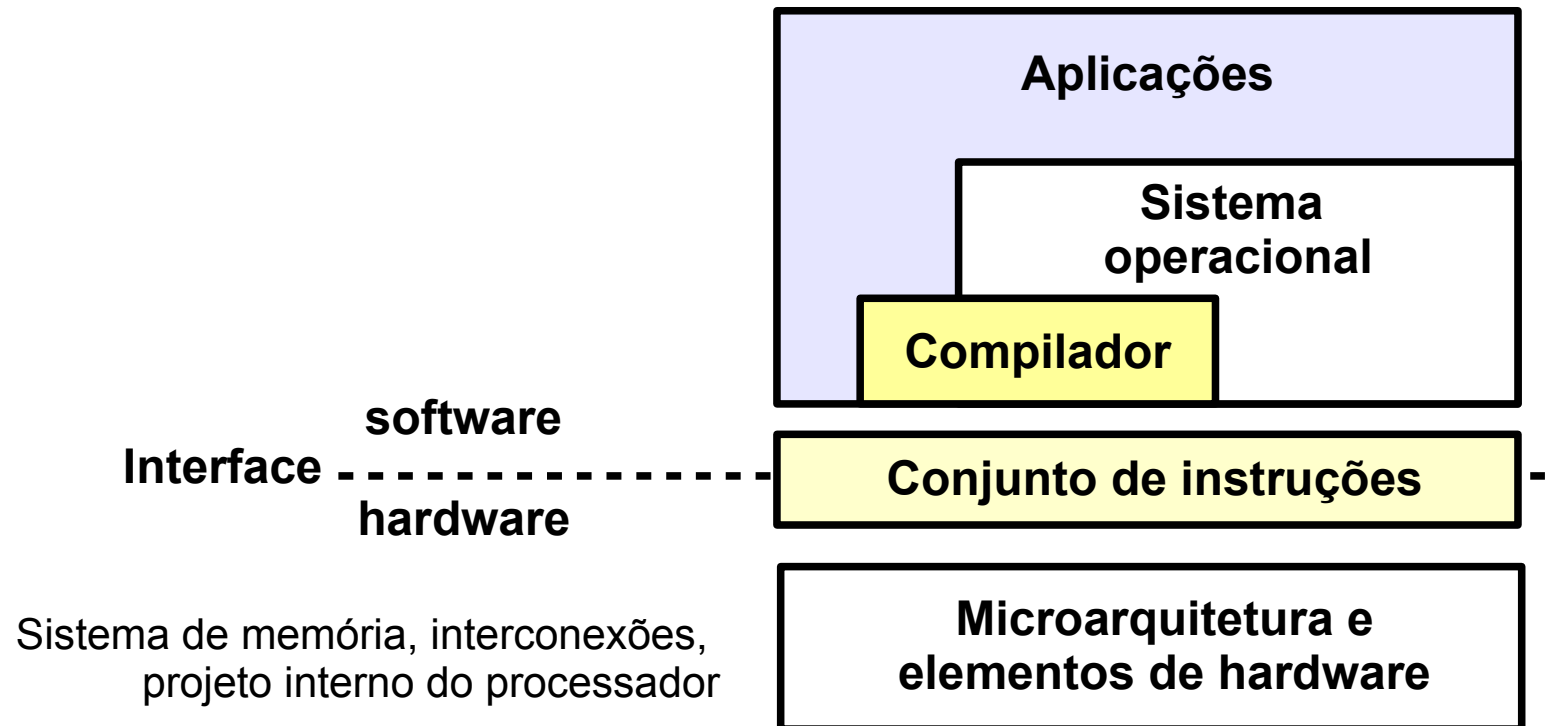 Aplicações
Sistema
operacional
Compilador
software
Interface
hardware
Conjunto de instruções
Sistema de memória, interconexões,
projeto interno do processador
Microarquitetura e
elementos de hardware